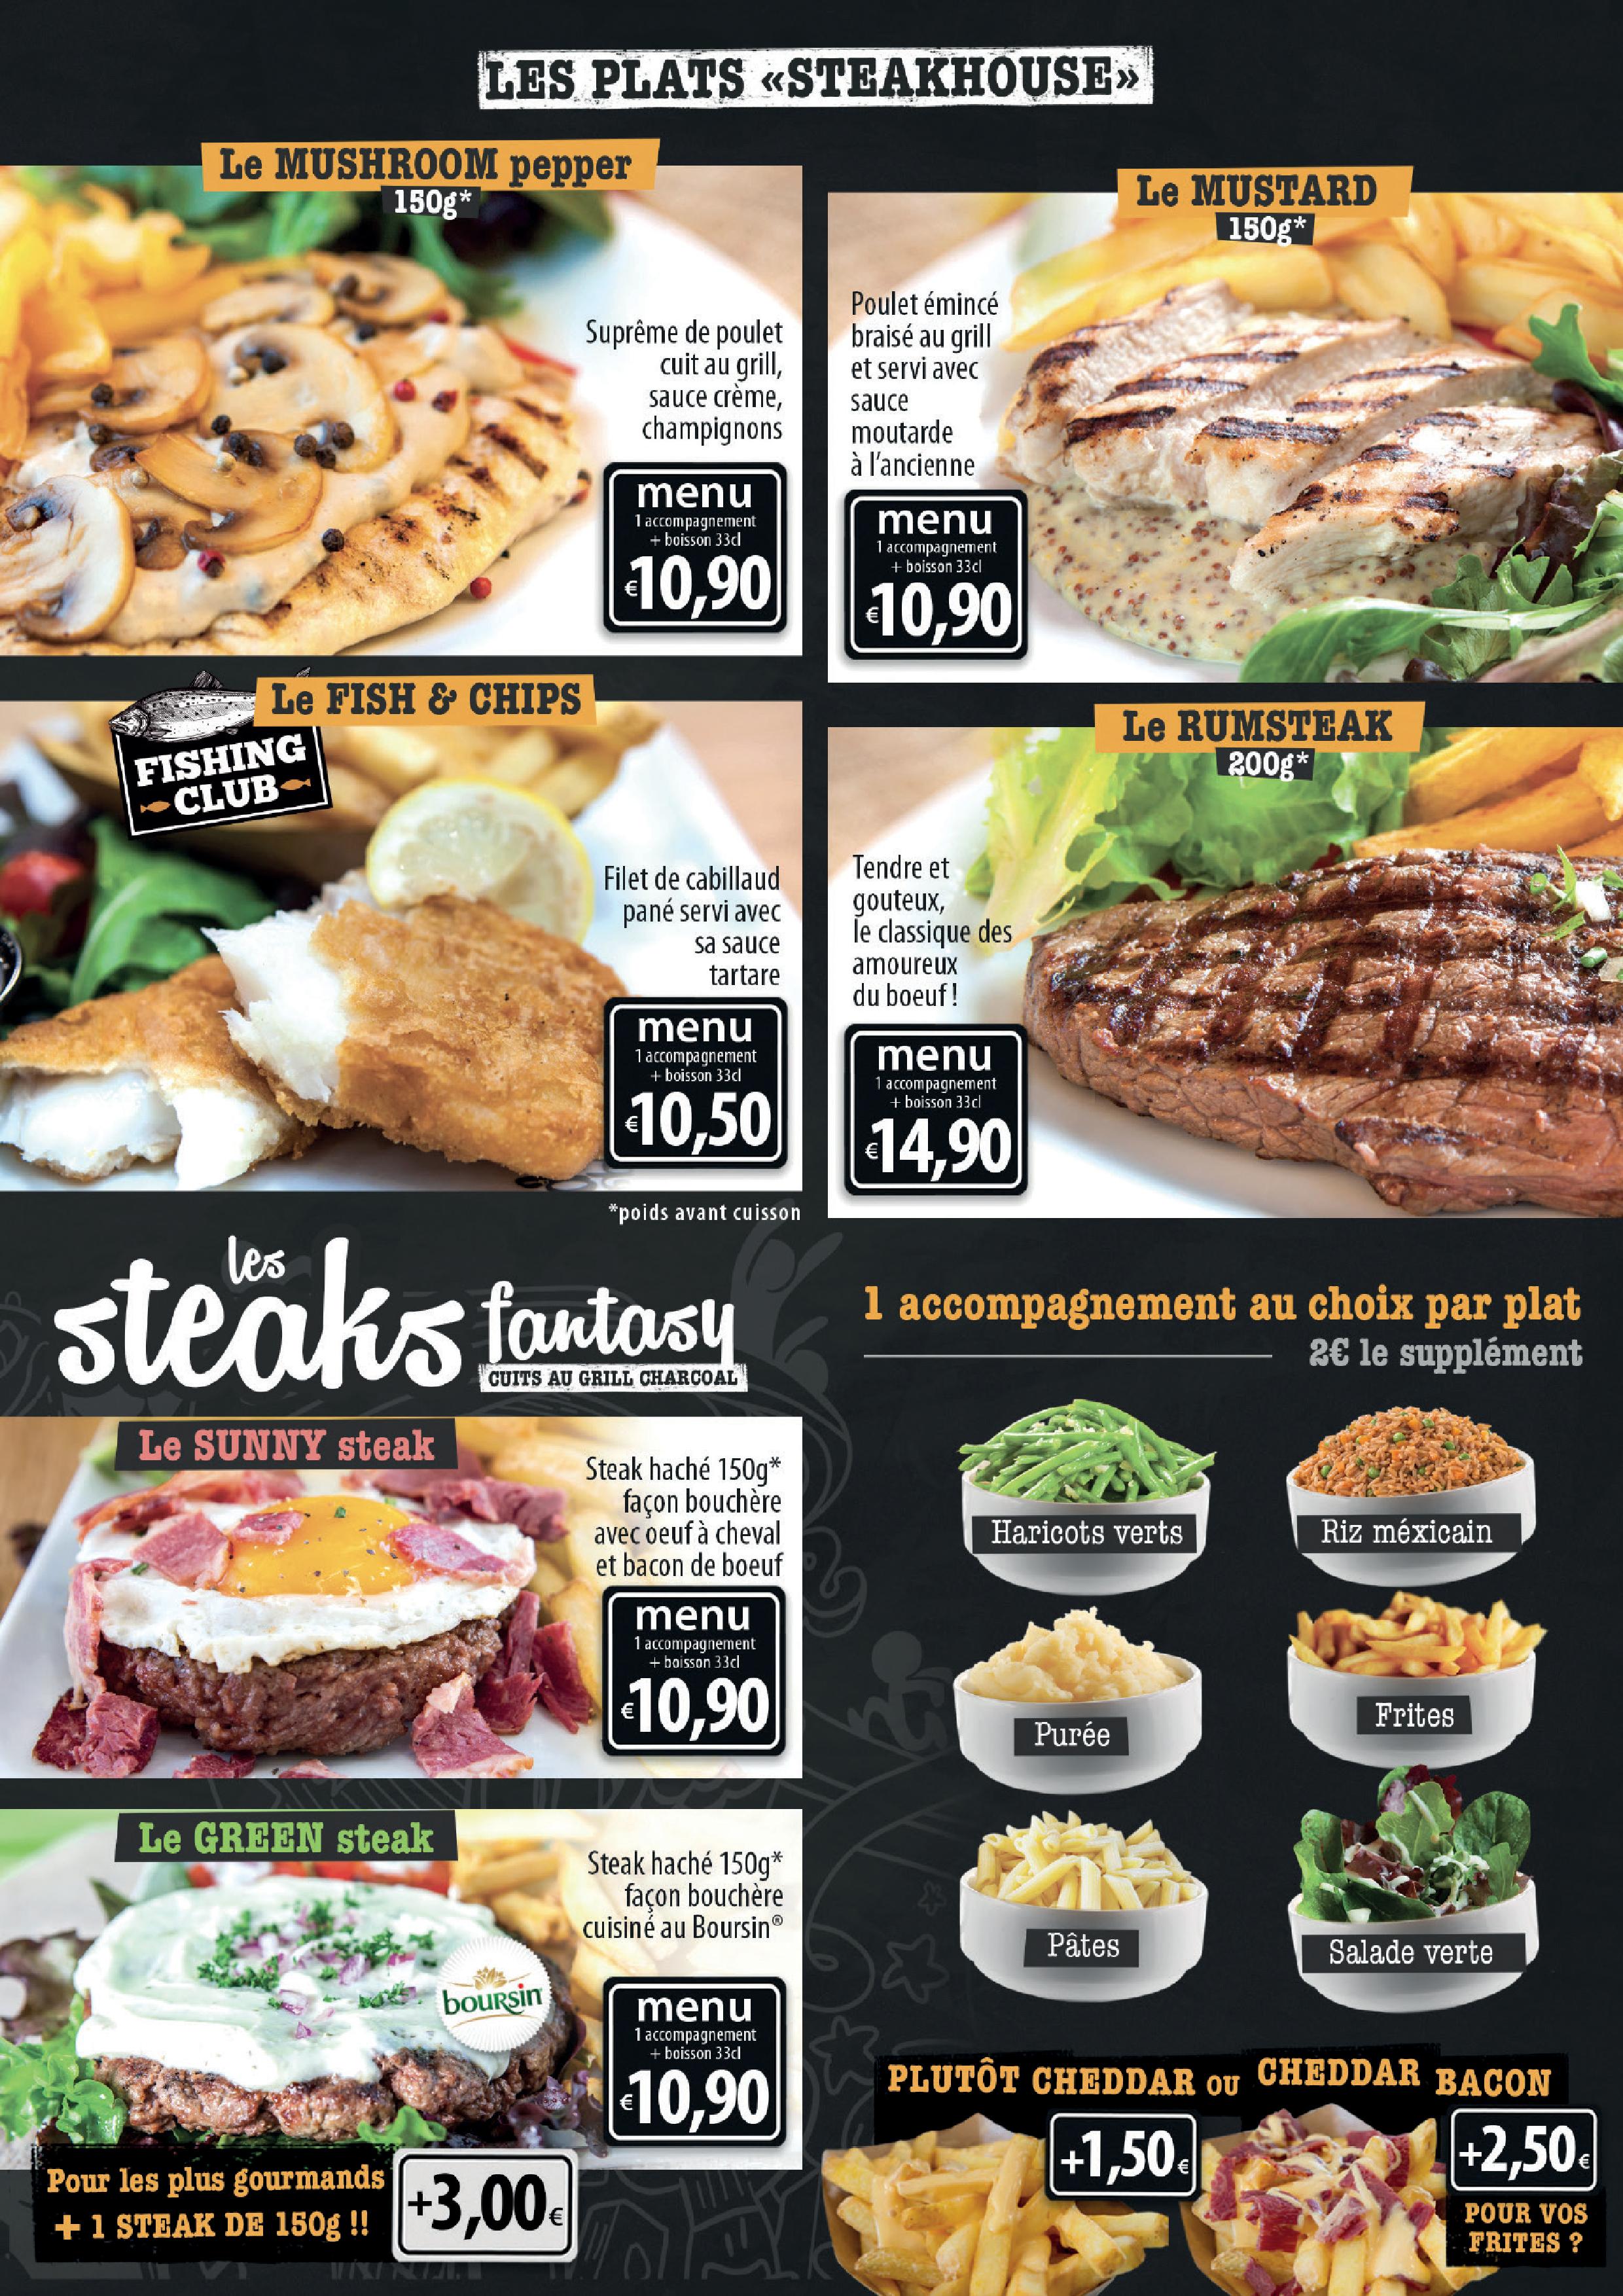 LES PLATS «STEAKHOUSE»
Le MUSHROOM pepper
150g*
Suprême de poulet
cuit au grill,
sauce crème,
champignons
menu
1 accompagnement
+ boisson 33cl
€10,90
Le MUSTARD
150g*
Poulet émincé
braisé au grill
et servi avec
sauce
moutarde
à l'ancienne
menu
1 accompagnement
+ boisson 33cl
€10,90
Le FISH & CHIPS
FISHING
CLUB
Filet de cabillaud
pané servi avec
sa sauce
tartare
menu
1 accompagnement
+ boisson 33cl
€10,50
*poids avant cuisson
Le RUMSTEAK
200g*
Tendre et
gouteux,
le classique des
amoureux
du boeuf !
menu
1 accompagnement
+ boisson 33cl
€14,90
les
steaks fantasy
CUITS AU GRILL CHARCOAL
Le SUNNY steak
Steak haché 150g*
façon bouchère
avec oeuf à cheval
et bacon de boeuf
menu
1 accompagnement
+ boisson 33cl
€10,90
Le GREEN steak
Steak haché 150g*
façon bouchère
cuisiné au Boursin®
boursin
menu
1 accompagnement
+ boisson 33cl
€10,90
Pour les plus gourmands
+ 1 STEAK DE 150g !!
+3,00€
1 accompagnement au choix par plat
2€ le supplément
Haricots verts
Riz méxicain
Purée
Frites
Pâtes
Salade verte
PLUTÔT CHEDDAR OU CHEDDAR BACON
+1,50€
+2,50€
POUR VOS
FRITES ?